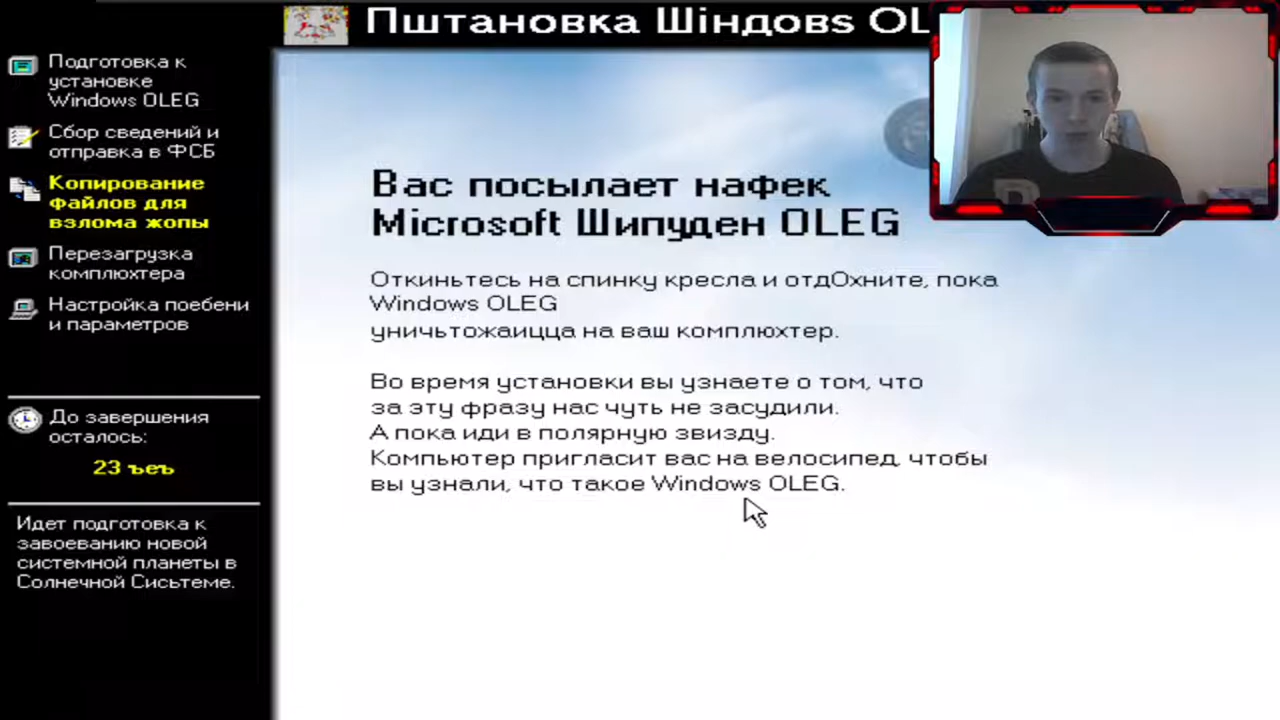 Пштановка Шiндовs OL
Подготовка к
установке
Windows OLEG
Сбор сведений и
отправка в ФСБ
Копирование
файлов для
взлома жопы
Перезагрузка
комплюхтера
Настройка поебени
и параметров
До завершения
осталось:
23 ъеъ
Идет подготовка к
завоеванию новой
системной планеты в
Солнечной Сисьтеме.
Вас посылает нафек
Microsoft Шипуден OLEG
Откиньтесь на спинку кресла и отдОхните, пока
Windows OLEG
уничьтожаицца на ваш комплюхтер.
Во время установки вы узнаете о том, что
за эту фразу нас чуть не засудили.
А пока иди в полярную звизду.
Компьютер пригласит вас на велосипед, чтобы
вы узнали, что такое Windows OLEG.